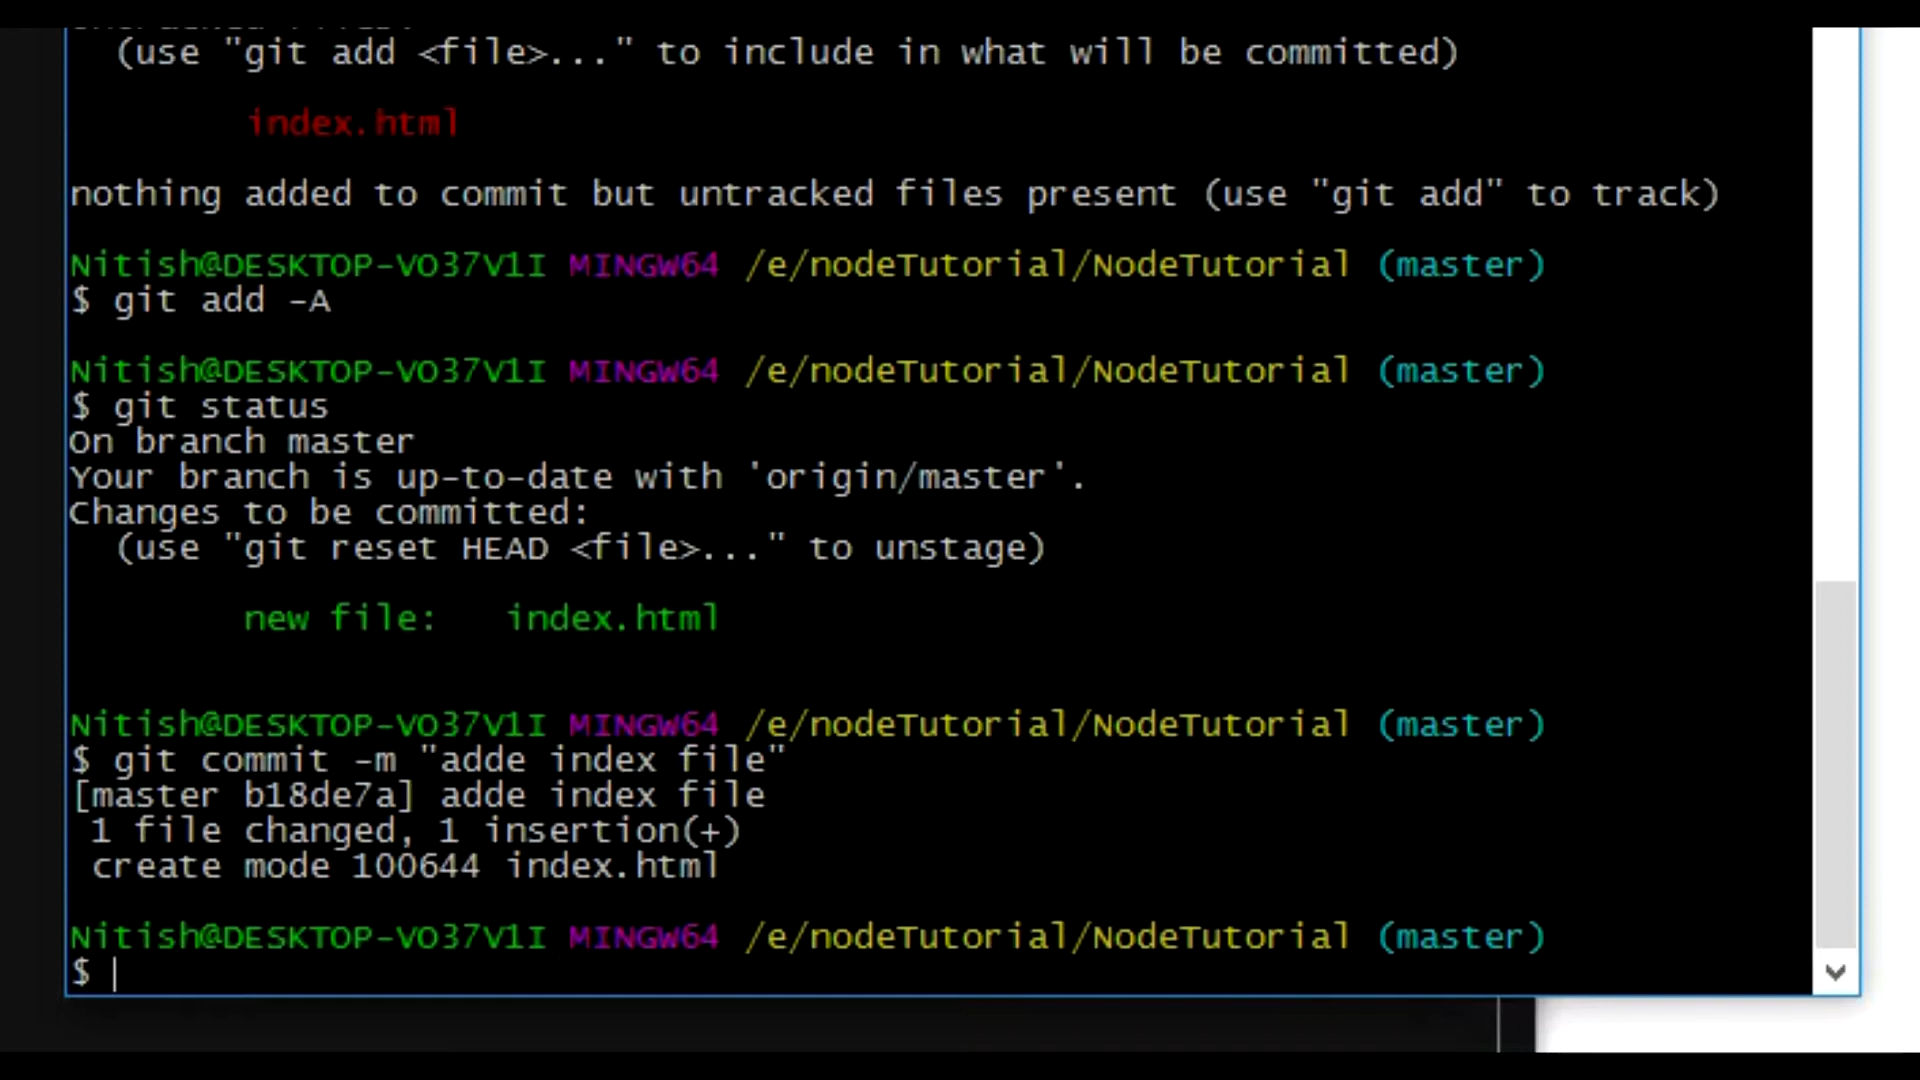 (use "git add <file>..." to include in what will be committed)
index.html
nothing added to commit but untracked files present (use "git add" to track)
Nitish@DESKTOP-VO37V1I MINGW64 /e/nodeTutorial/NodeTutorial (master)
$ git add -A
Nitish@DESKTOP-VO37V1I MINGW64 /e/nodeTutorial/NodeTutorial (master)
$ git status
On branch master
Your branch is up-to-date with 'origin/master'.
Changes to be committed:
(use "git reset HEAD <file>..." to unstage)
new file:   index.html
Nitish@DESKTOP-VO37V1I MINGW64 /e/nodeTutorial/NodeTutorial (master)
$ git commit -m "adde index file"
[master b18de7a] adde index file
1 file changed, 1 insertion(+)
create mode 100644 index.html
Nitish@DESKTOP-VO37V1I MINGW64 /e/nodeTutorial/NodeTutorial (master)
$